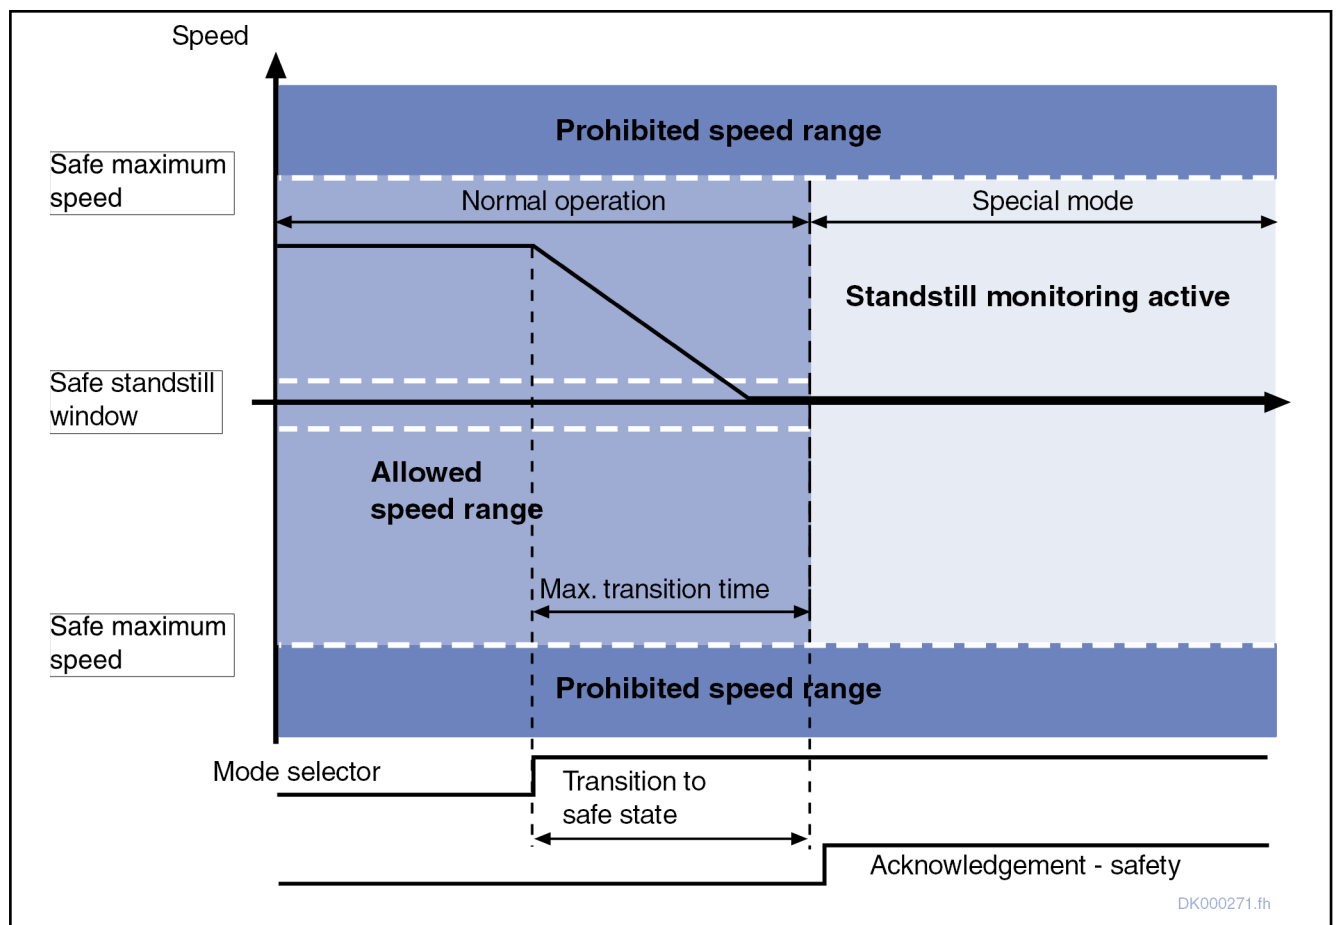 Speed
Prohibited speed range
Safe maximum
speed
Normal operation
Special mode
Standstill monitoring active
Safe standstill
window
Allowed
speed range
Max. transition time
Safe maximum
speed
Prohibited speed range
Mode selector
Transition to
safe state
Acknowledgement - safety
DK000271.fh